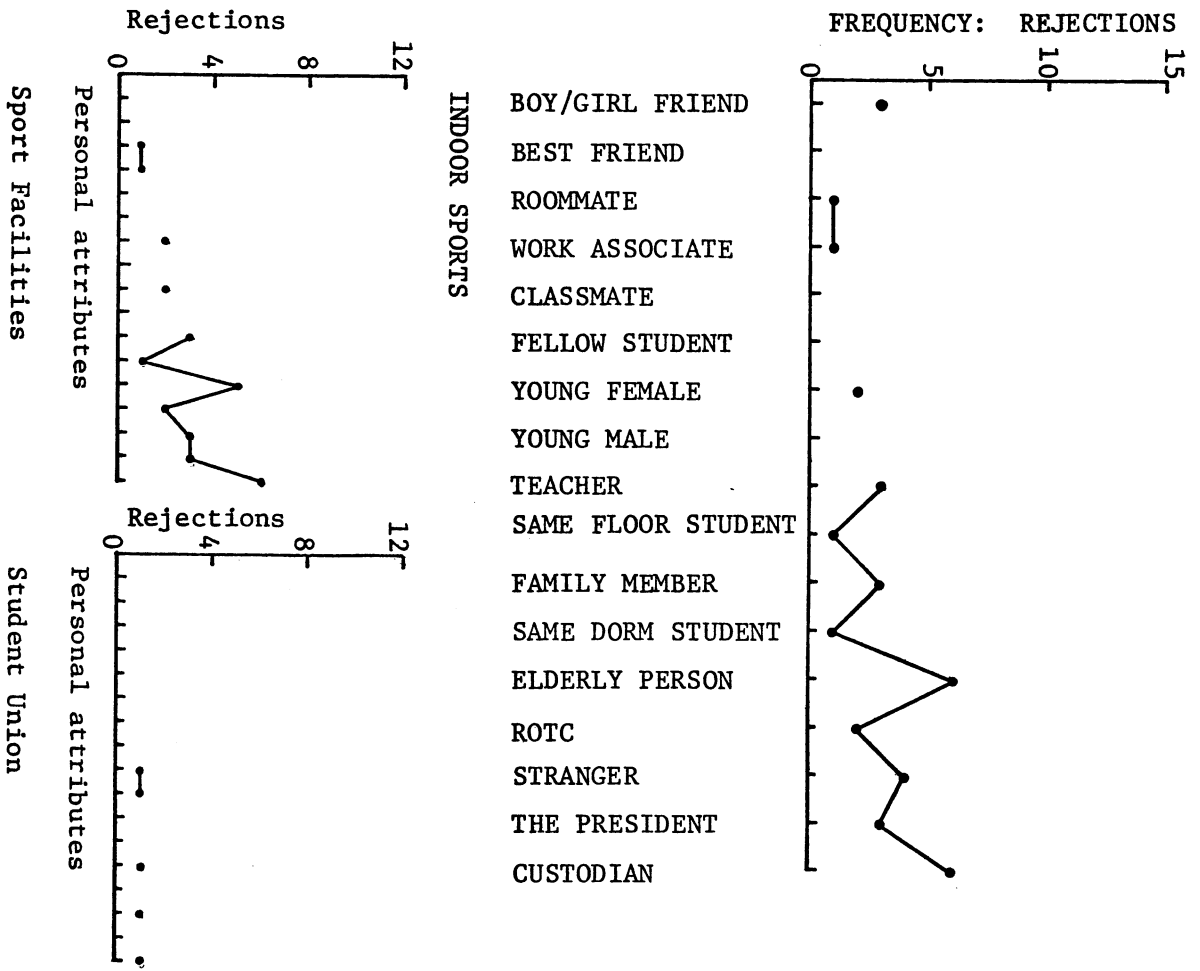 FREQUENCY: REJECTIONS
0 5 10 15
INDOOR SPORTS
BOY/GIRL FRIEND
BEST FRIEND
ROOMMATE
WORK ASSOCIATE
CLASSMATE
FELLOW STUDENT
YOUNG FEMALE
YOUNG MALE
TEACHER
SAME FLOOR STUDENT
FAMILY MEMBER
SAME DORM STUDENT
ELDERLY PERSON
ROTC
STRANGER
THE PRESIDENT
CUSTODIAN
Rejections
0 4 8 12
Personal attributes
Sport Facilities
Rejections
0 4 8 12
Personal attributes
Student Union